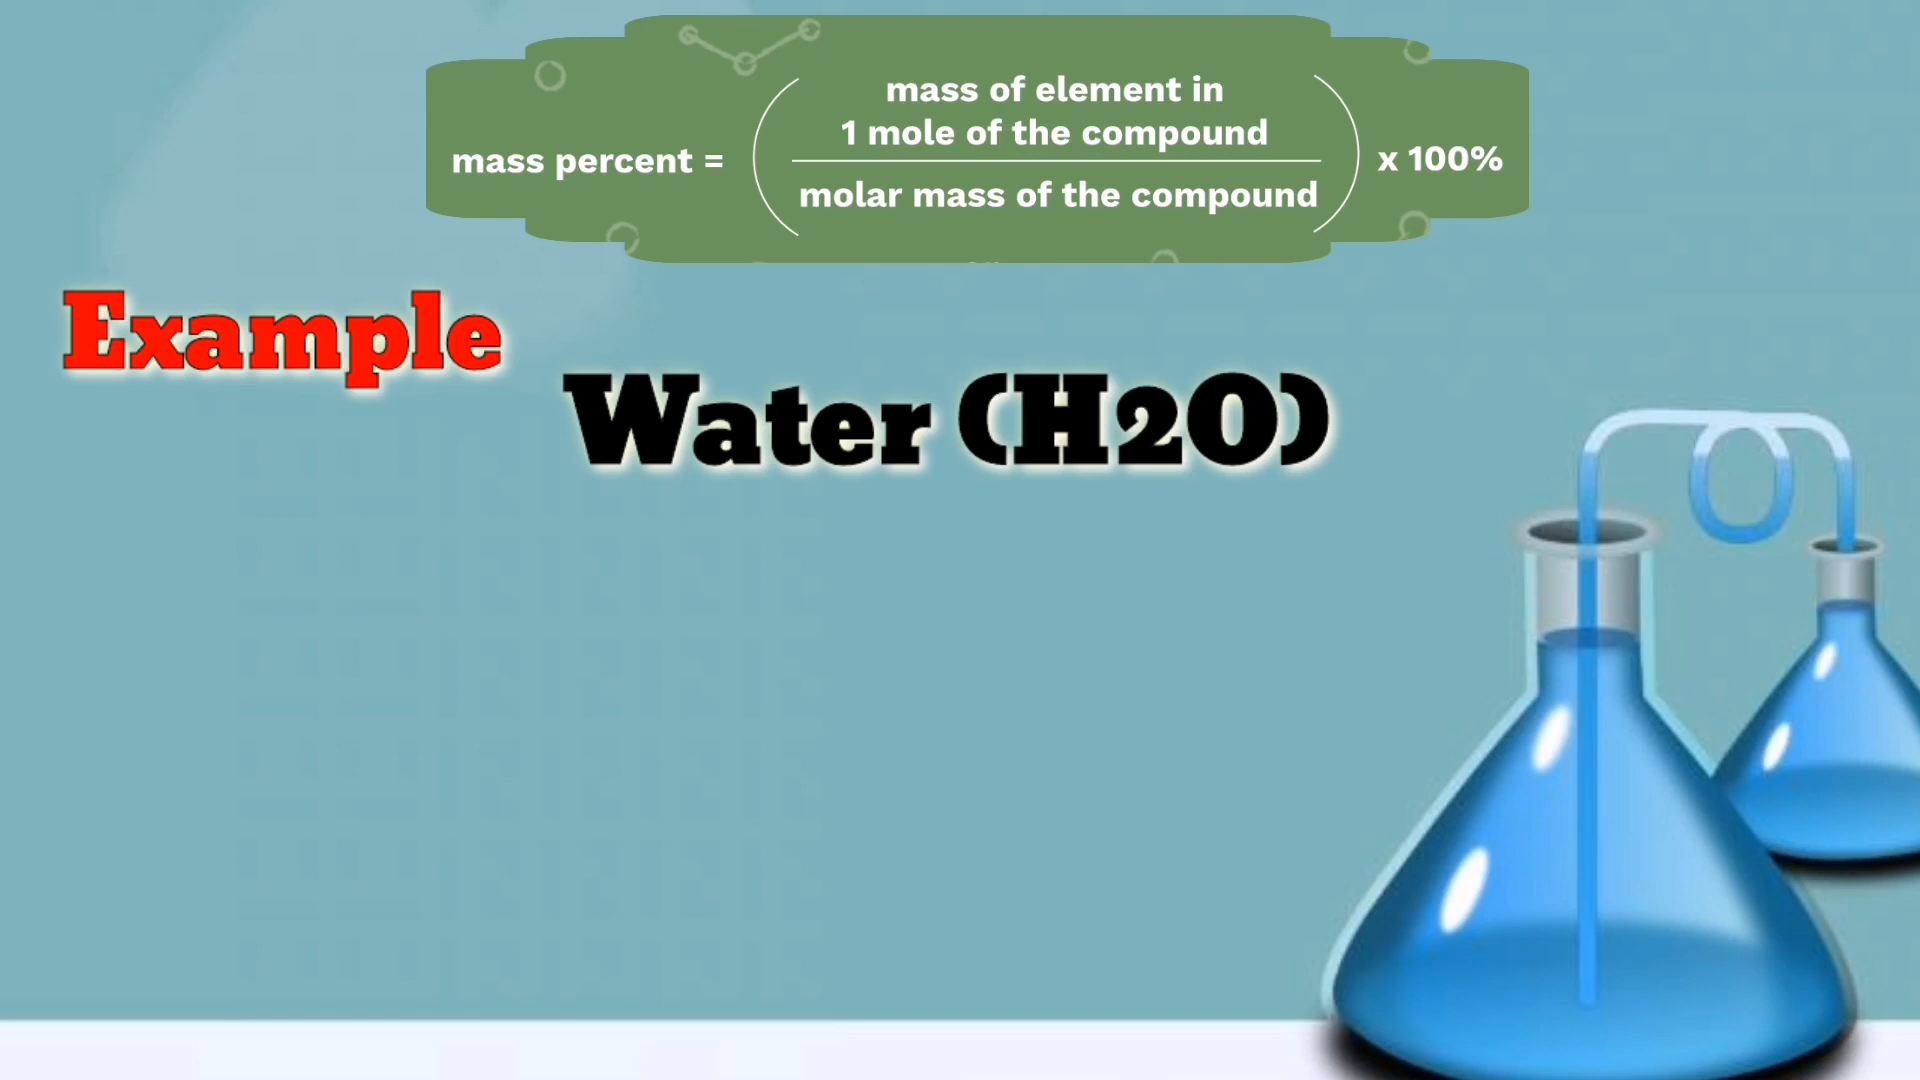 mass of element in
1 mole of the compound
mass percent =
x 100%
molar mass of the compound
Example
Water (H2O)